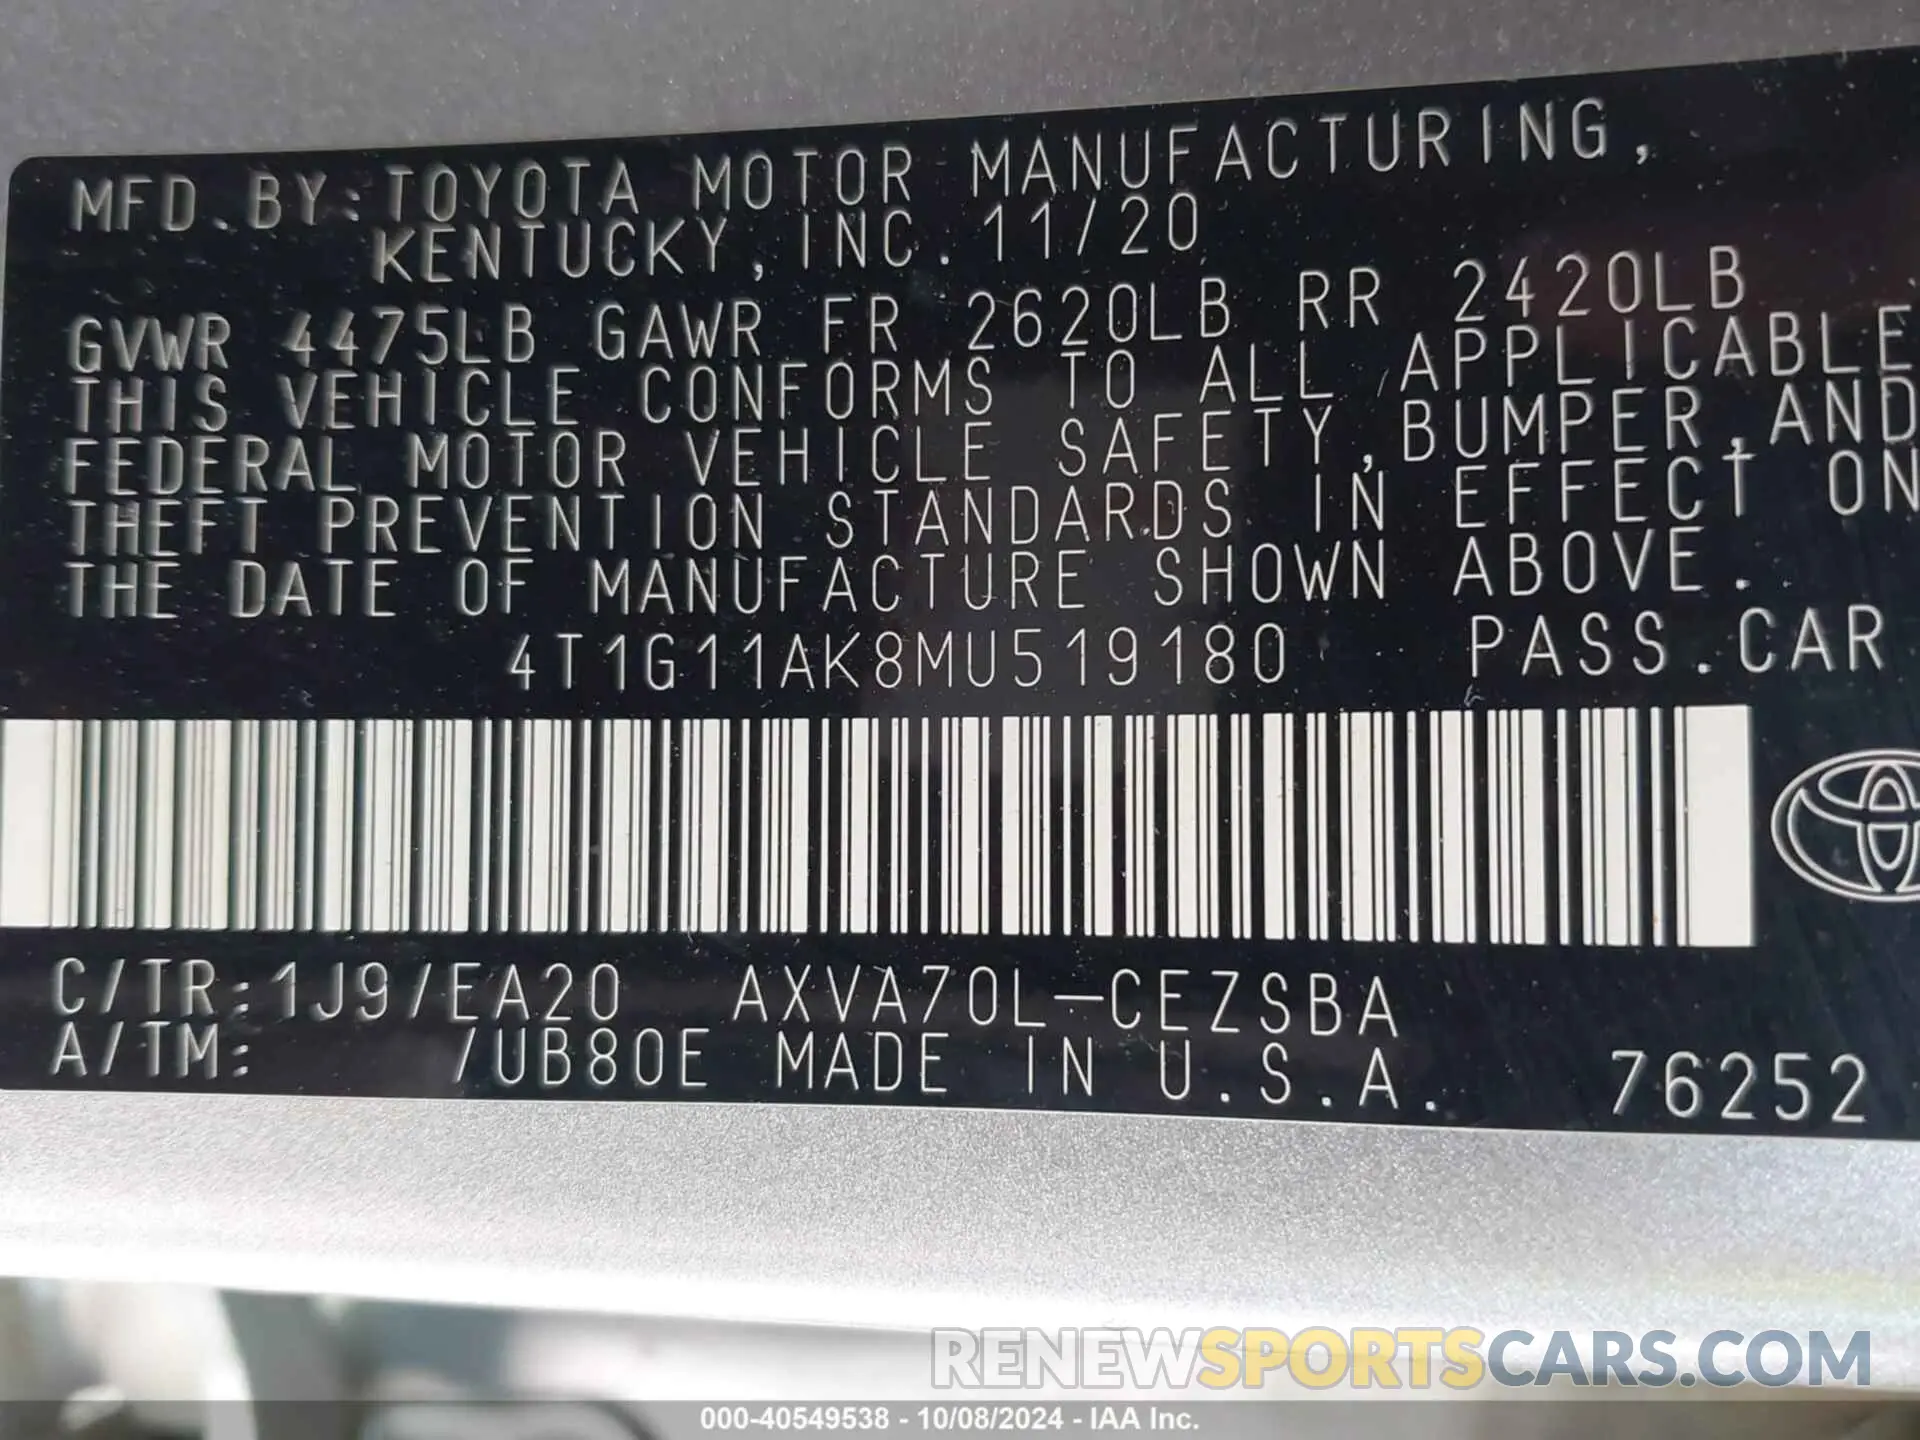 MFD.BY:TOYOTA MOTOR MANUFACTURING,
KENTUCKY,INC.11/20
GVWR 4475LB GAWR FR 2620LB RR 2420LB
THIS VEHICLE CONFORMS TO ALL APPLICABLE
FEDERAL MOTOR VEHICLE SAFETY,BUMPER,AND
THEFT PREVENTION STANDARDS IN EFFECT ON
THE DATE OF MANUFACTURE SHOWN ABOVE.
4T1G11AK8MU519180 PASS.CAR
C/TR:1J9/EA20 AXVA70L-CEZSBA
A/TM: /UB80E MADE IN U.S.A. 76252
RENEWSPORTSCARS.COM
000-40549538 - 10/08/2024 - IAA Inc.